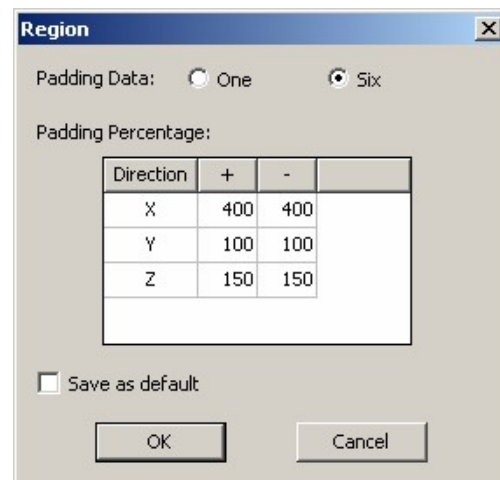 Region
Padding Data: One Six
Padding Percentage:
Direction + -
X 400 400
Y 100 100
Z 150 150
Save as default
OK Cancel